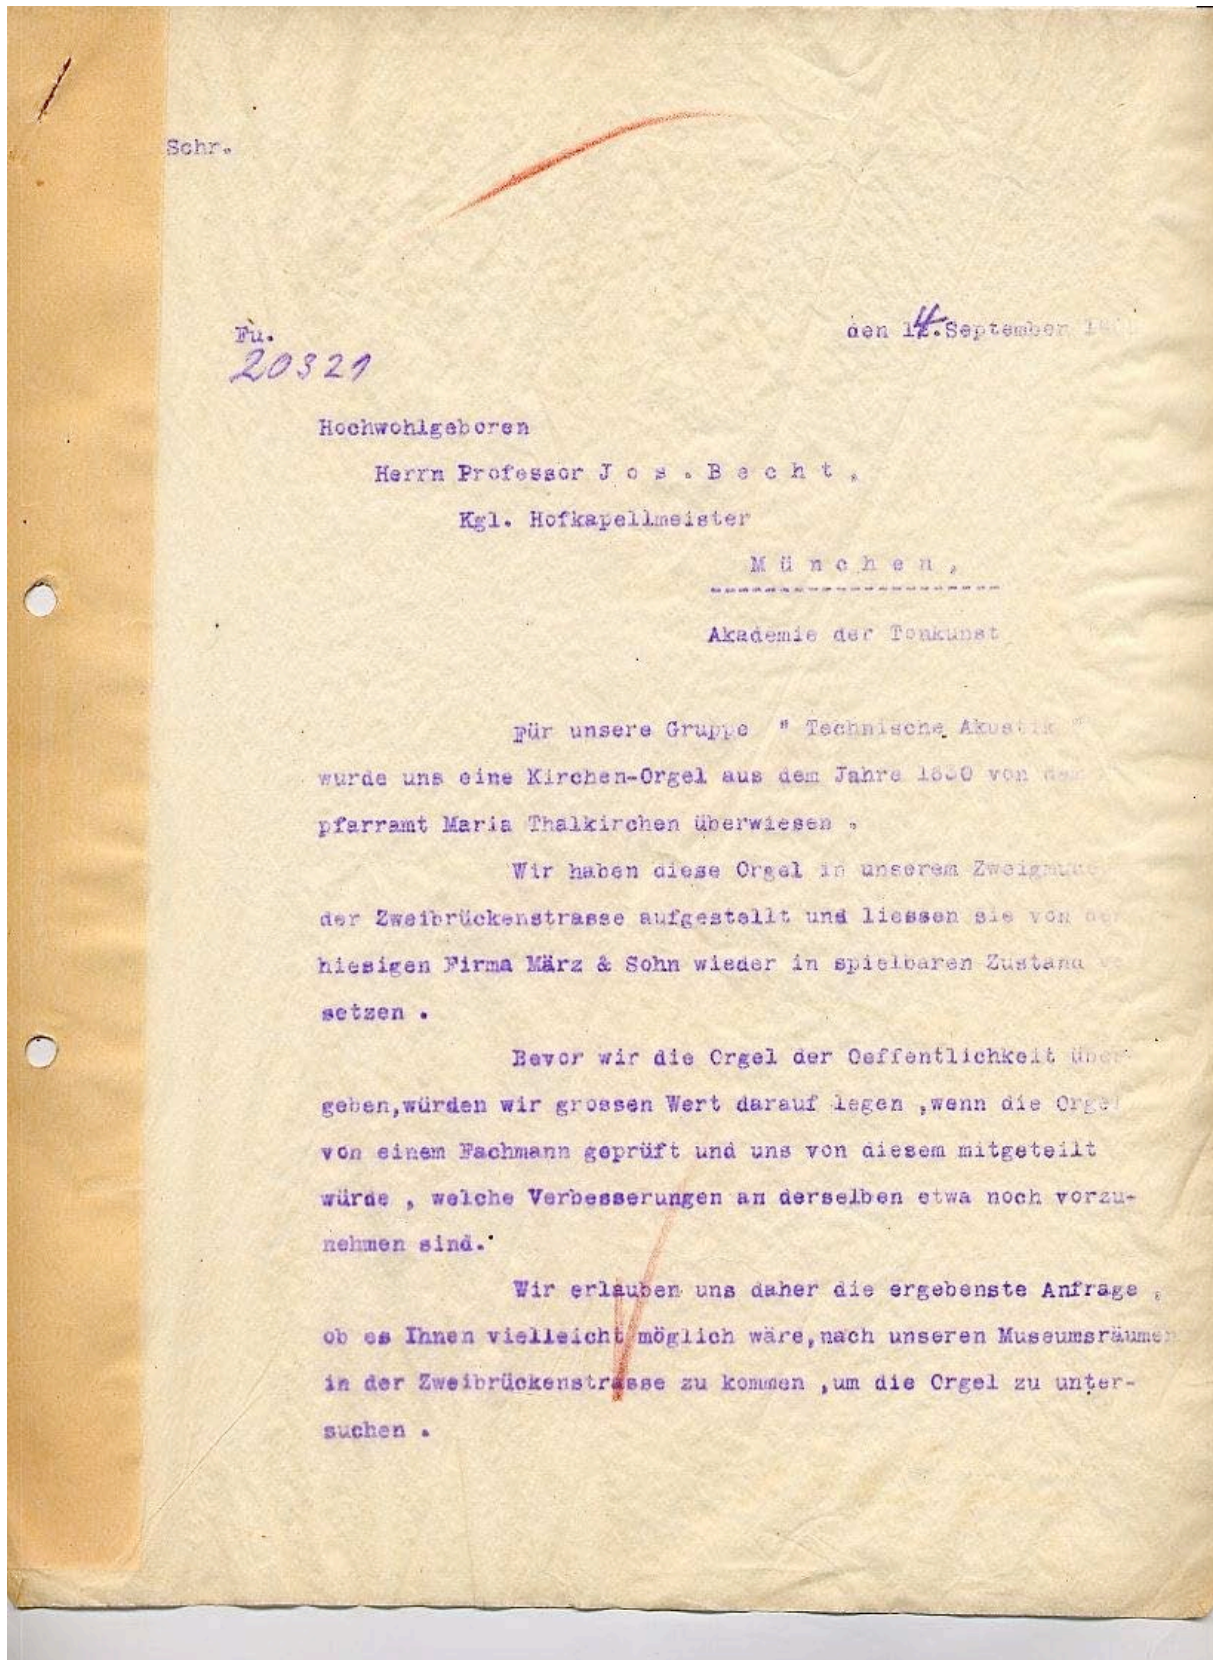 Schr.
Fu.
den 14. September
20321
Hochwohlgeboren
Herrn Professor J o s . B e c h t ,
Kgl. Hofkapellmeister
M ü n c h e n ,
Akademie der Tonkunst
Für unsere Gruppe " Technische Akustik "
wurde uns eine Kirchen-Orgel aus dem Jahre 1630 von dem
pfarramt Maria Thalkirchen überwiesen .
Wir haben diese Orgel in unserem
der Zweibrückenstrasse aufgestellt und liessen sie von der
hiesigen Firma März & Sohn wieder in spielbaren Zustand
setzen .
Bevor wir die Orgel der Oeffentlichkeit über-
geben,würden wir grossen Wert darauf legen ,wenn die Orgel
von einem Fachmann geprüft und uns von diesem mitgeteilt
würde , welche Verbesserungen an derselben etwa noch vorzu-
nehmen sind.
Wir erlauben uns daher die ergebenste Anfrage ,
ob es Ihnen vielleicht möglich wäre,nach unseren Museumsräumen
in der Zweibrückenstrasse zu kommen ,um die Orgel zu unter-
suchen .